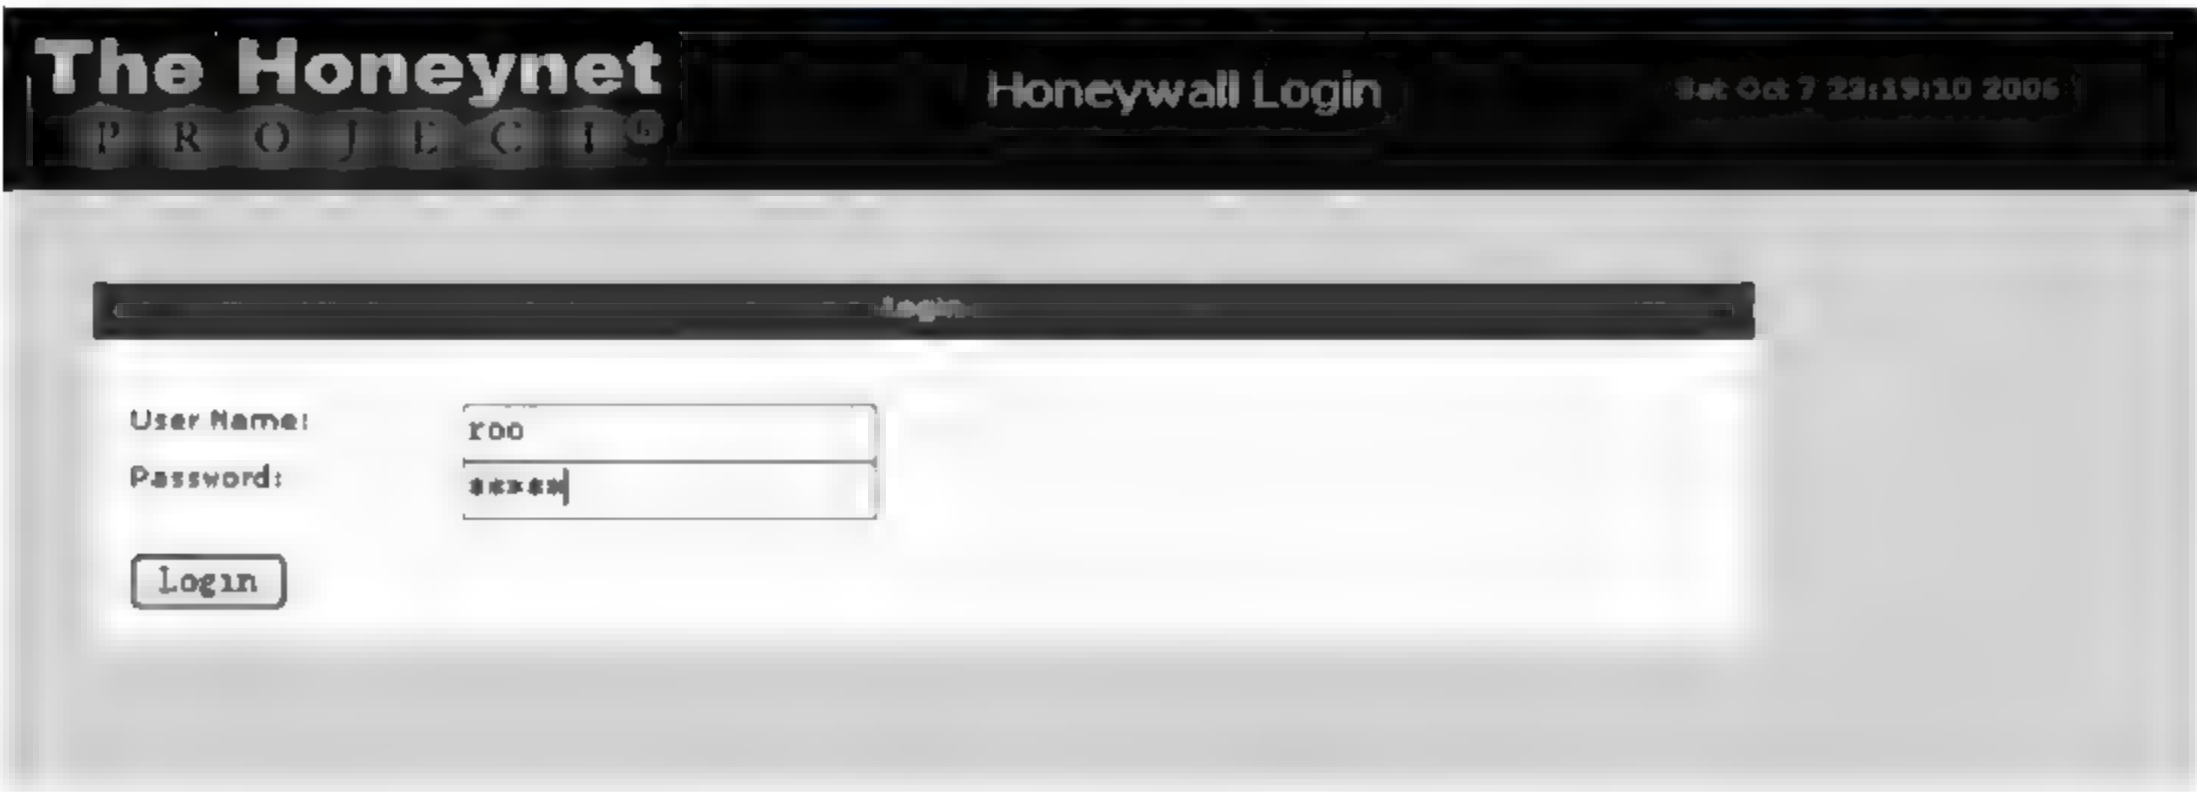 The Honeynet
PROJECT
Honeywall Login
Sat Oct 7 23:19:10 2006
Login
User Name:
roo
Password:
*****
Login